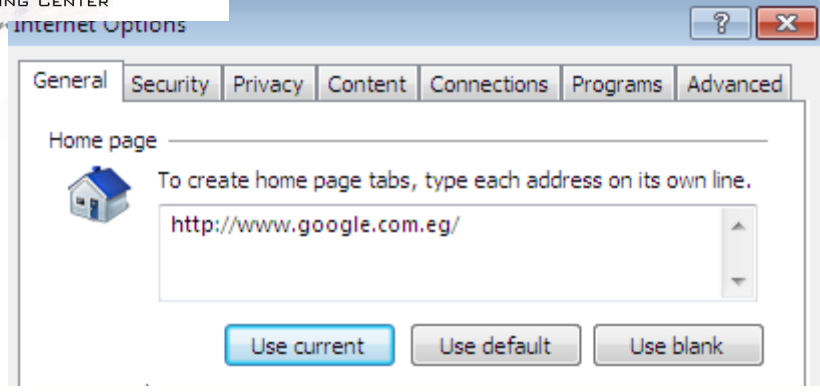 CENTER
Internet Options
General Security Privacy Content Connections Programs Advanced
Home page
To create home page tabs, type each address on its own line.
http://www.google.com.eg/
Use current Use default Use blank